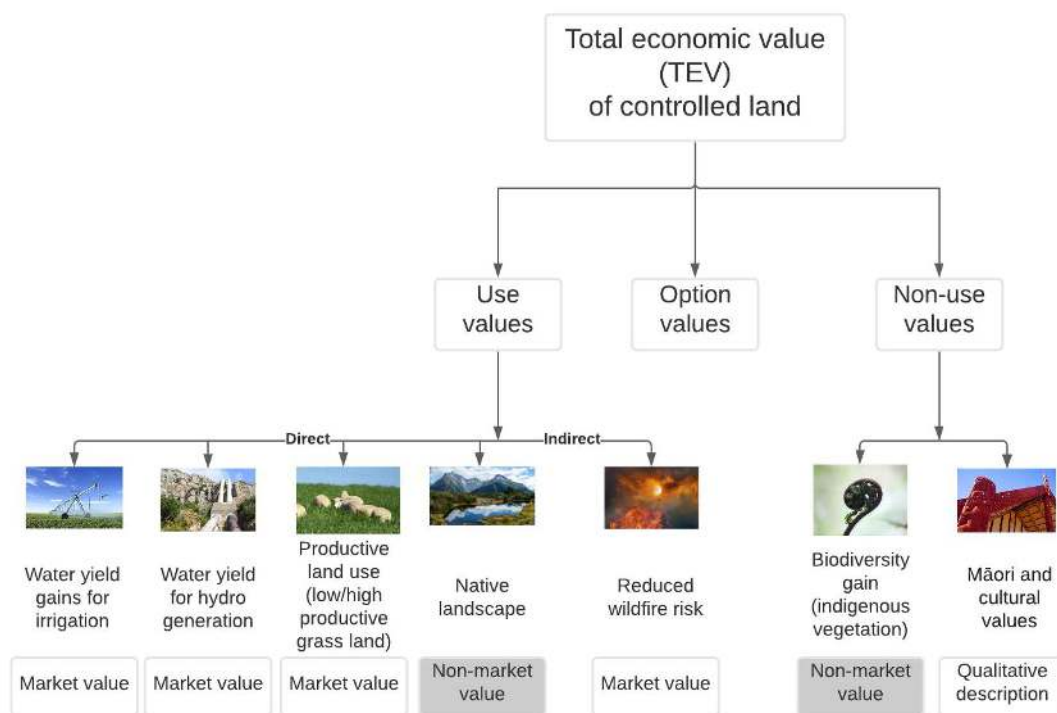 Total economic value
(TEV)
of controlled land
Use
values
Option
values
Non-use
values
Direct
Indirect
Water yield
gains for
irrigation
Water yield
for hydro
generation
Productive
land use
(low/high
productive
grass land)
Native
landscape
Reduced
wildfire risk
Biodiversity
gain
(indigenous
vegetation)
Māori and
cultural
values
Market value
Market value
Market value
Non-market
value
Market value
Non-market
value
Qualitative
description